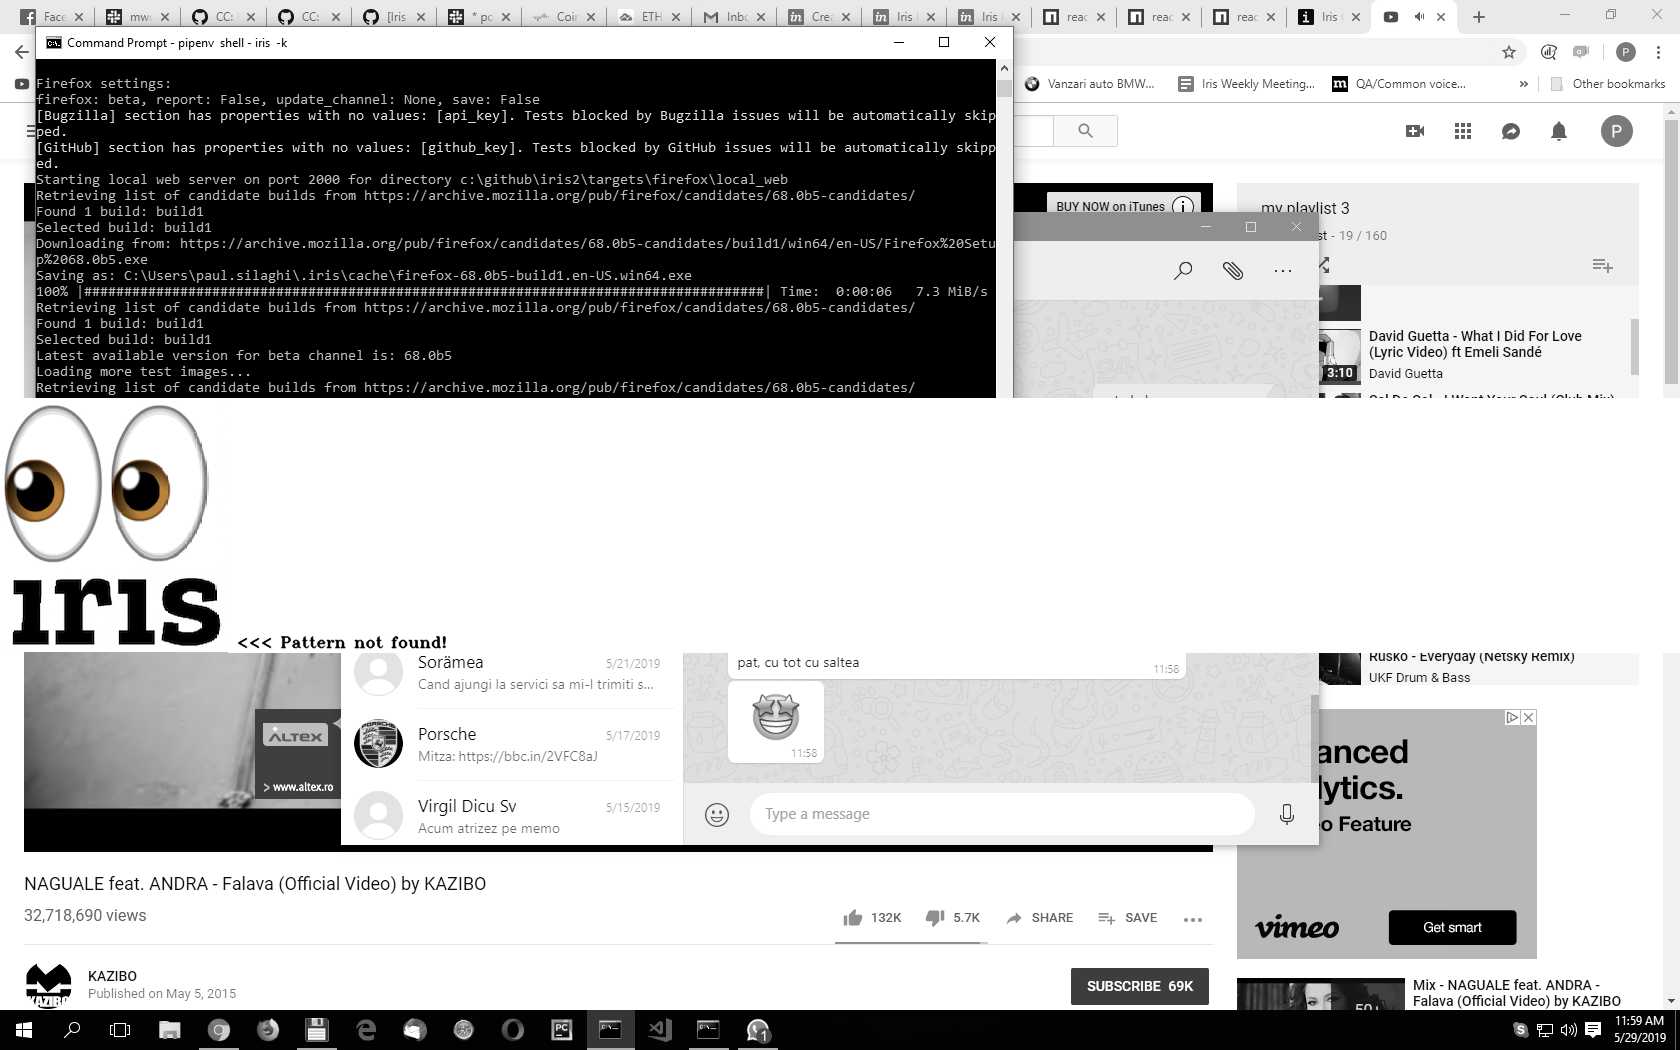 Face
mwc
CC:
CC:
[Iris
* po
Coin
ETH
Inbo
Crea
Iris
Iris
reac
reac
reac
Iris
Command Prompt - pipenv shell - iris -k
Vanzari auto BMW...
Iris Weekly Meeting...
QA/Common voice...
»
Other bookmarks
Firefox settings:
firefox: beta, report: False, update_channel: None, save: False
[Bugzilla] section has properties with no values: [api_key]. Tests blocked by Bugzilla issues will be automatically skip
ped.
[GitHub] section has properties with no values: [github_key]. Tests blocked by GitHub issues will be automatically skipp
ed.
Starting local web server on port 2000 for directory c:\github\iris2\targets\firefox\local_web
Retrieving list of candidate builds from https://archive.mozilla.org/pub/firefox/candidates/68.0b5-candidates/
Found 1 build: build1
Selected build: build1
Downloading from: https://archive.mozilla.org/pub/firefox/candidates/68.0b5-candidates/build1/win64/en-US/Firefox%20Setu
p%2068.0b5.exe
Saving as: C:\Users\paul.silaghi\.iris\cache\firefox-68.0b5-build1.en-US.win64.exe
100% |#####################################################################################| Time:  0:00:06   7.3 MiB/s
Retrieving list of candidate builds from https://archive.mozilla.org/pub/firefox/candidates/68.0b5-candidates/
Found 1 build: build1
Selected build: build1
Latest available version for beta channel is: 68.0b5
Loading more test images...
Retrieving list of candidate builds from https://archive.mozilla.org/pub/firefox/candidates/68.0b5-candidates/
P
P
BUY NOW on iTunes
my playlist 3
st - 19 / 160
3:10
David Guetta - What I Did For Love
(Lyric Video) ft Emeli Sandé
David Guetta
iris
<<< Pattern not found!
Sorämea 5/21/2019
Cand ajungi la servici sa mi-l trimiti s...
Porsche 5/17/2019
Mitza: https://bbc.in/2VFC8aJ
Virgil Dicu Sv 5/15/2019
Acum atrizez pe memo
pat, cu tot cu saltea
11:58
11:58
Type a message
Rusko - Everyday (Netsky Remix)
UKF Drum & Bass
ALTEX
> www.altex.ro
anced
lytics.
o Feature
vimeo
Get smart
NAGUALE feat. ANDRA - Falava (Official Video) by KAZIBO
32,718,690 views
132K
5.7K
SHARE
SAVE
KAZIBO
KAZIBO
Published on May 5, 2015
SUBSCRIBE 69K
50+
Mix - NAGUALE feat. ANDRA -
Falava (Official Video) by KAZIBO
PC
1
11:59 AM
5/29/2019